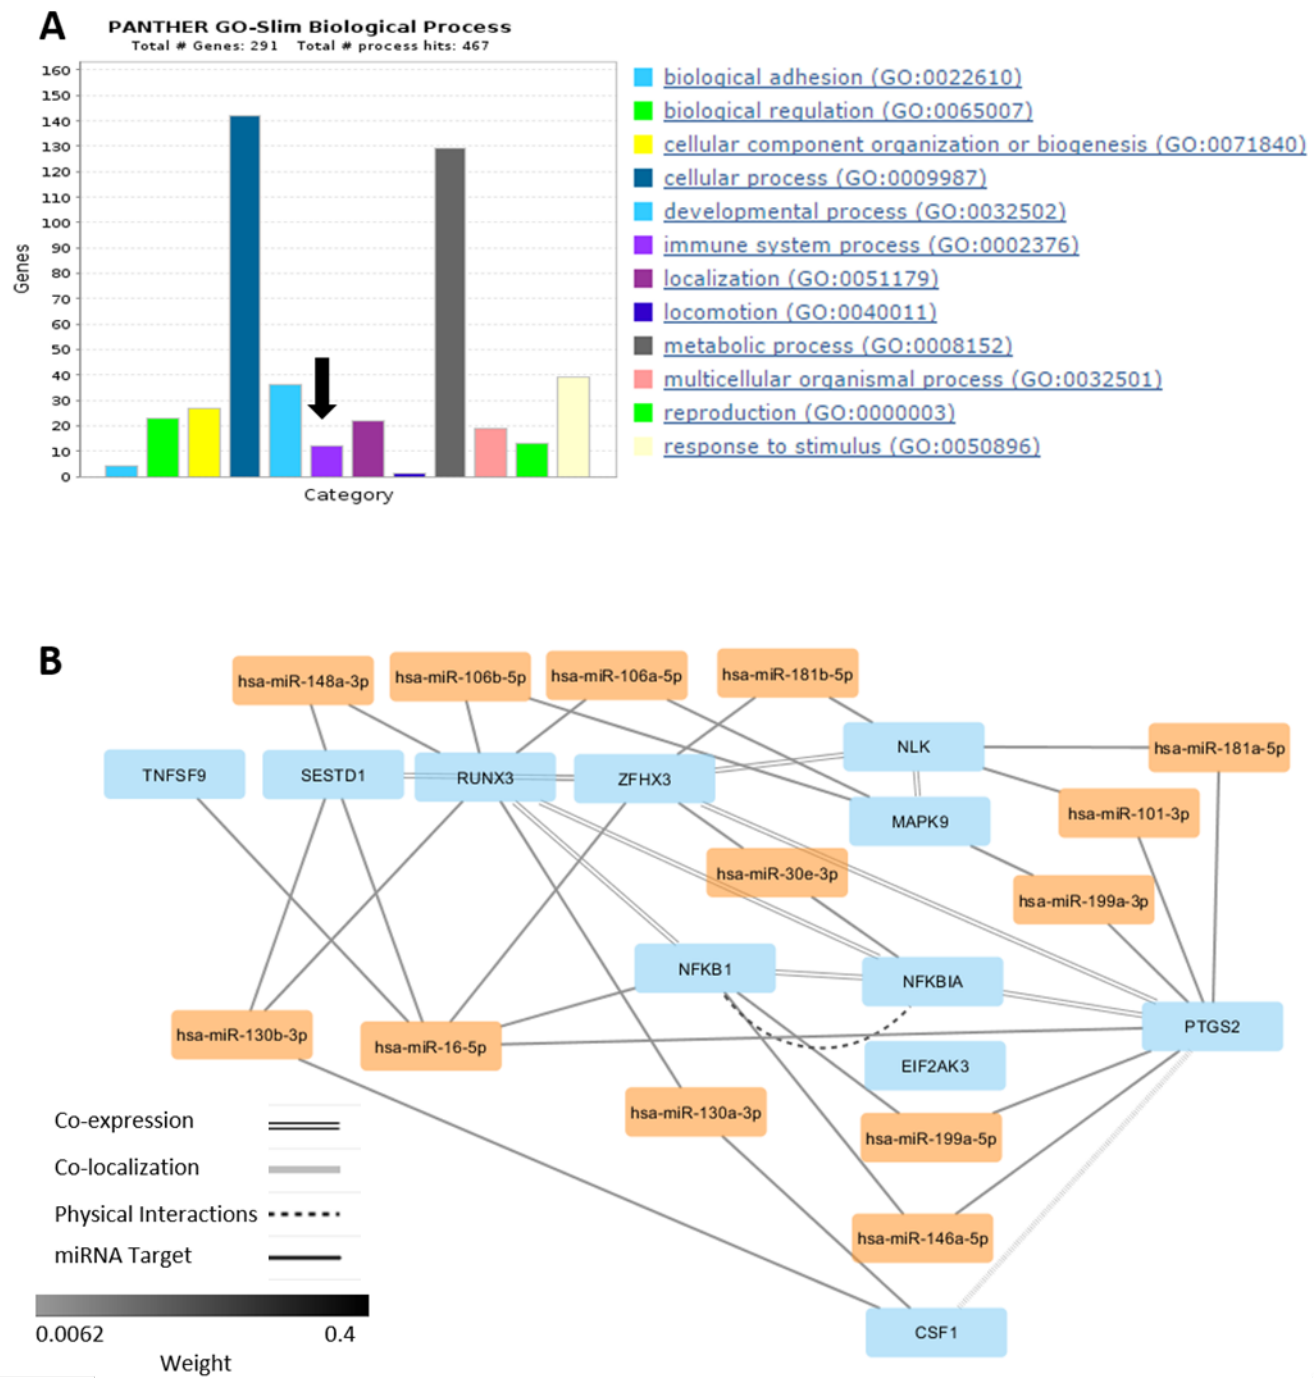 A
PANTHER GO-Slim Biological Process
Total # Genes: 291 Total # process hits: 467
160
150
140
130
120
110
100
90
80
70
60
50
40
30
20
10
0
Genes
Category
biological adhesion (GO:0022610)
biological regulation (GO:0065007)
cellular component organization or biogenesis (GO:0071840)
cellular process (GO:0009987)
developmental process (GO:0032502)
immune system process (GO:0002376)
localization (GO:0051179)
locomotion (GO:0040011)
metabolic process (GO:0008152)
multicellular organismal process (GO:0032501)
reproduction (GO:0000003)
response to stimulus (GO:0050896)
B
hsa-miR-148a-3p
hsa-miR-106b-5p
hsa-miR-106a-5p
hsa-miR-181b-5p
TNFSF9
SESTD1
RUNX3
ZFHX3
NLK
hsa-miR-181a-5p
MAPK9
hsa-miR-101-3p
hsa-miR-30e-3p
hsa-miR-199a-3p
NFKB1
NFKBIA
PTGS2
hsa-miR-130b-3p
hsa-miR-16-5p
EIF2AK3
hsa-miR-130a-3p
hsa-miR-199a-5p
hsa-miR-146a-5p
CSF1
Co-expression
Co-localization
Physical Interactions
miRNA Target
0.0062 0.4
Weight